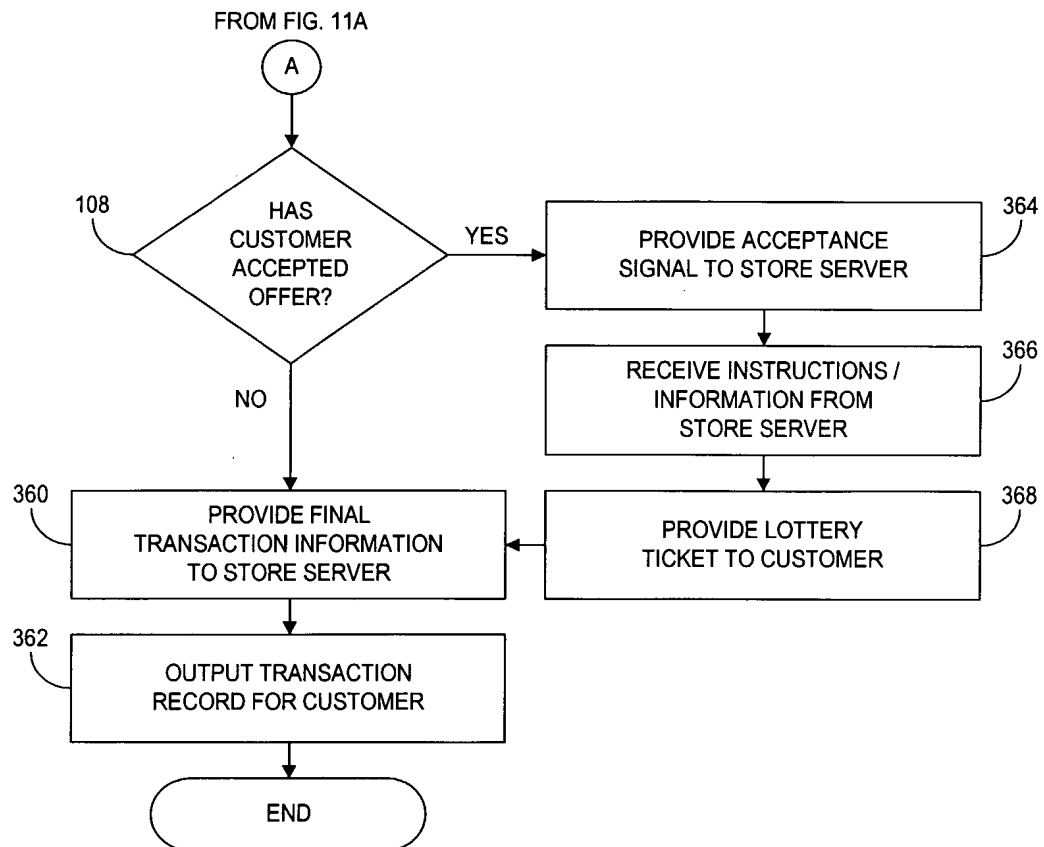 FROM FIG. 11A
A
108
HAS
CUSTOMER
ACCEPTED
OFFER?
YES
NO
364
PROVIDE ACCEPTANCE
SIGNAL TO STORE SERVER
366
RECEIVE INSTRUCTIONS /
INFORMATION FROM
STORE SERVER
368
PROVIDE LOTTERY
TICKET TO CUSTOMER
360
PROVIDE FINAL
TRANSACTION INFORMATION
TO STORE SERVER
362
OUTPUT TRANSACTION
RECORD FOR CUSTOMER
END